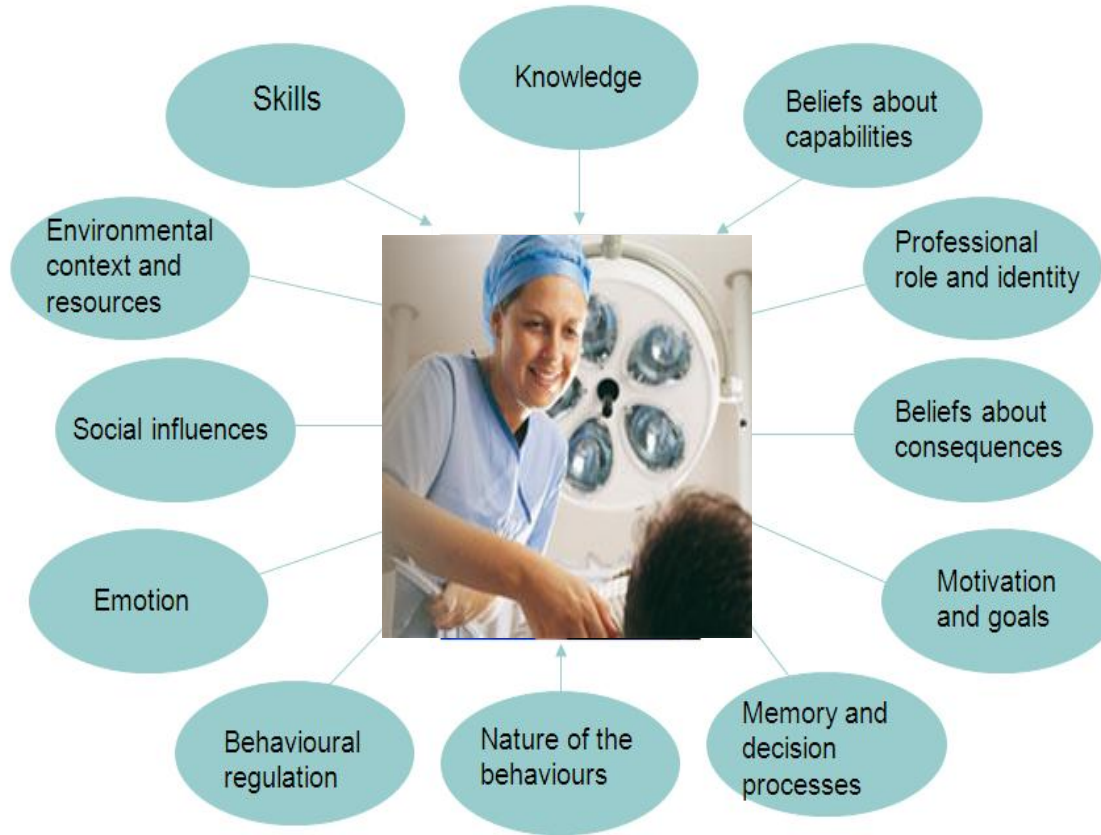 Skills
Knowledge
Beliefs about
capabilities
Environmental
context and
resources
Professional
role and identity
Social influences
Beliefs about
consequences
Emotion
Motivation
and goals
Behavioural
regulation
Nature of the
behaviours
Memory and
decision
processes